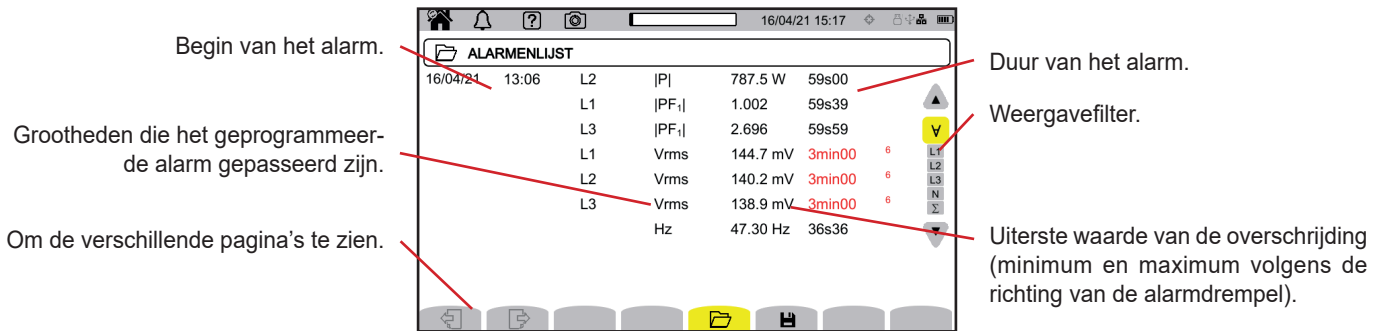 16/04/21 15:17
ALARMENLIJST
Begin van het alarm.
Grootheden die het geprogrammeer-
de alarm gepasseerd zijn.
Om de verschillende pagina's te zien.
16/04/21 13:06 L2 |P| 787.5 W 59s00
L1 |PF₁| 1.002 59s39
L3 |PF₁| 2.696 59s59
L1 Vrms 144.7 mV 3min00 6
L2 Vrms 140.2 mV 3min00 6
L3 Vrms 138.9 mV 3min00 6
Hz 47.30 Hz 36s36
∀
L1
L2
L3
N
Σ
Duur van het alarm.
Weergavefilter.
Uiterste waarde van de overschrijding
(minimum en maximum volgens de
richting van de alarmdrempel).